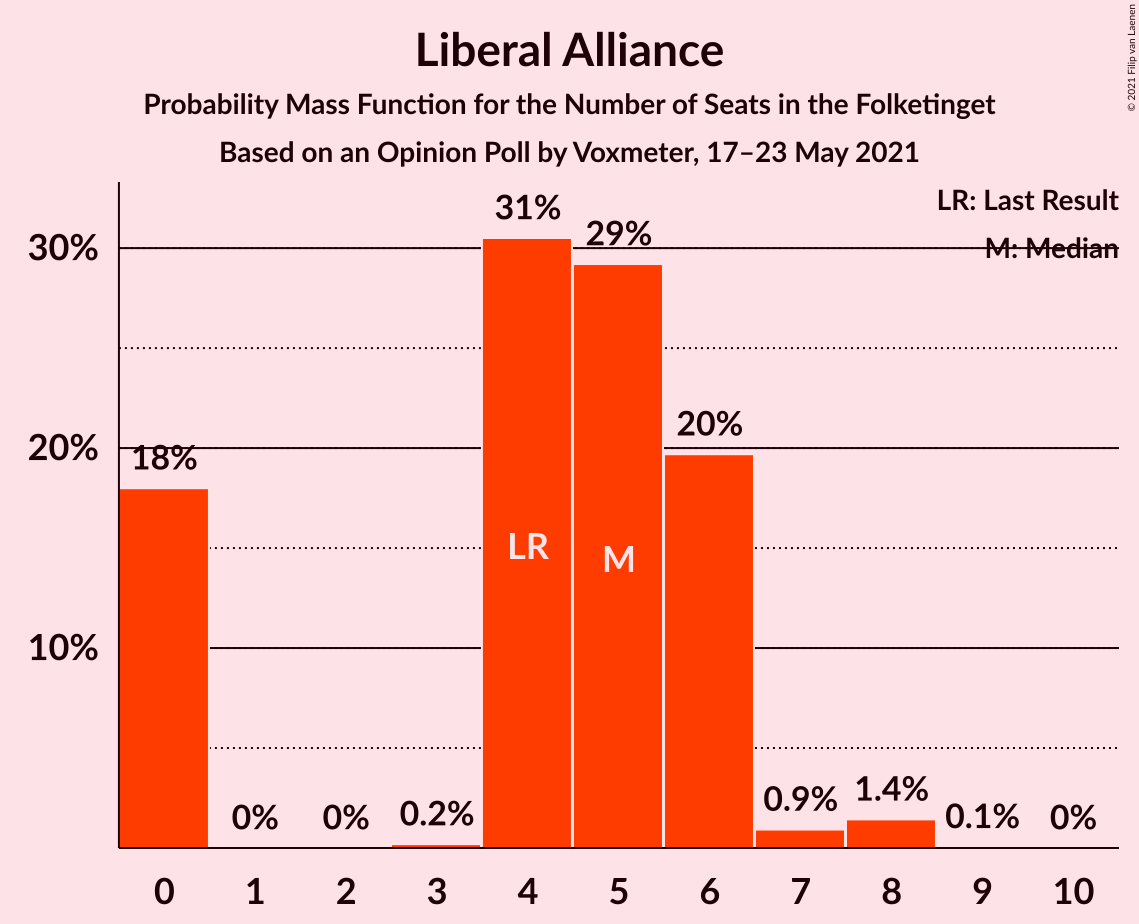 Liberal Alliance
Probability Mass Function for the Number of Seats in the Folketinget
Based on an Opinion Poll by Voxmeter, 17–23 May 2021
© 2021 Filip van Laenen
LR: Last Result
M: Median
30%
20%
10%
18%
0%
0%
0.2%
31%
29%
20%
0.9%
1.4%
0.1%
0%
LR
M
0 1 2 3 4 5 6 7 8 9 10